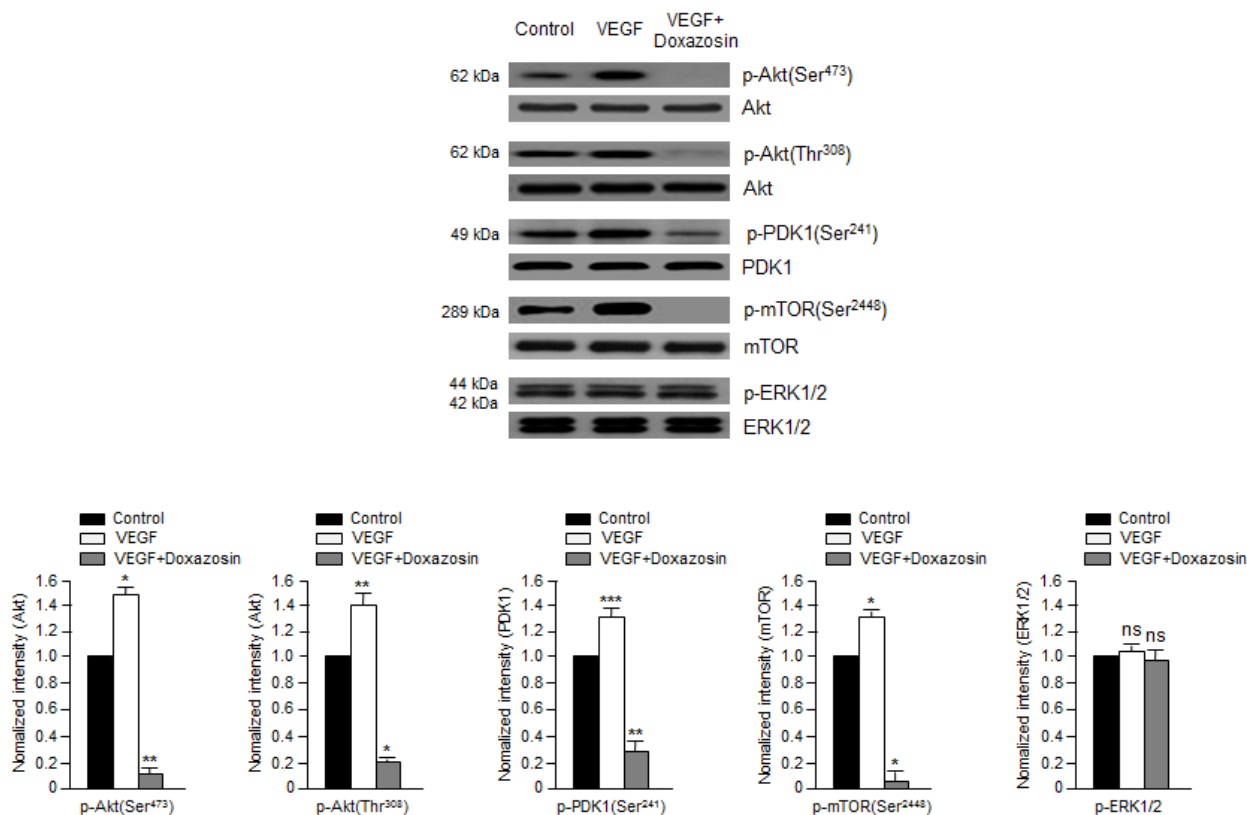 Control VEGF VEGF+
Doxazosin
62 kDa p-Akt(Ser473)
Akt
62 kDa p-Akt(Thr308)
Akt
49 kDa p-PDK1(Ser241)
PDK1
289 kDa p-mTOR(Ser2448)
mTOR
44 kDa
42 kDa p-ERK1/2
ERK1/2
Control
VEGF
VEGF+Doxazosin
Nomalized intensity (Akt)
1.6
1.4
1.2
1.0
0.8
0.6
0.4
0.2
0
*
**
p-Akt(Ser473)
Control
VEGF
VEGF+Doxazosin
Nomalized intensity (Akt)
1.6
1.4
1.2
1.0
0.8
0.6
0.4
0.2
0
**
*
p-Akt(Thr308)
Control
VEGF
VEGF+Doxazosin
Nomalized intensity (PDK1)
1.6
1.4
1.2
1.0
0.8
0.6
0.4
0.2
0
***
**
p-PDK1(Ser241)
Control
VEGF
VEGF+Doxazosin
Nomalized intensity (mTOR)
1.6
1.4
1.2
1.0
0.8
0.6
0.4
0.2
0
*
*
p-mTOR(Ser2448)
Control
VEGF
VEGF+Doxazosin
Nomalized intensity (ERK1/2)
1.6
1.4
1.2
1.0
0.8
0.6
0.4
0.2
0
ns ns
p-ERK1/2